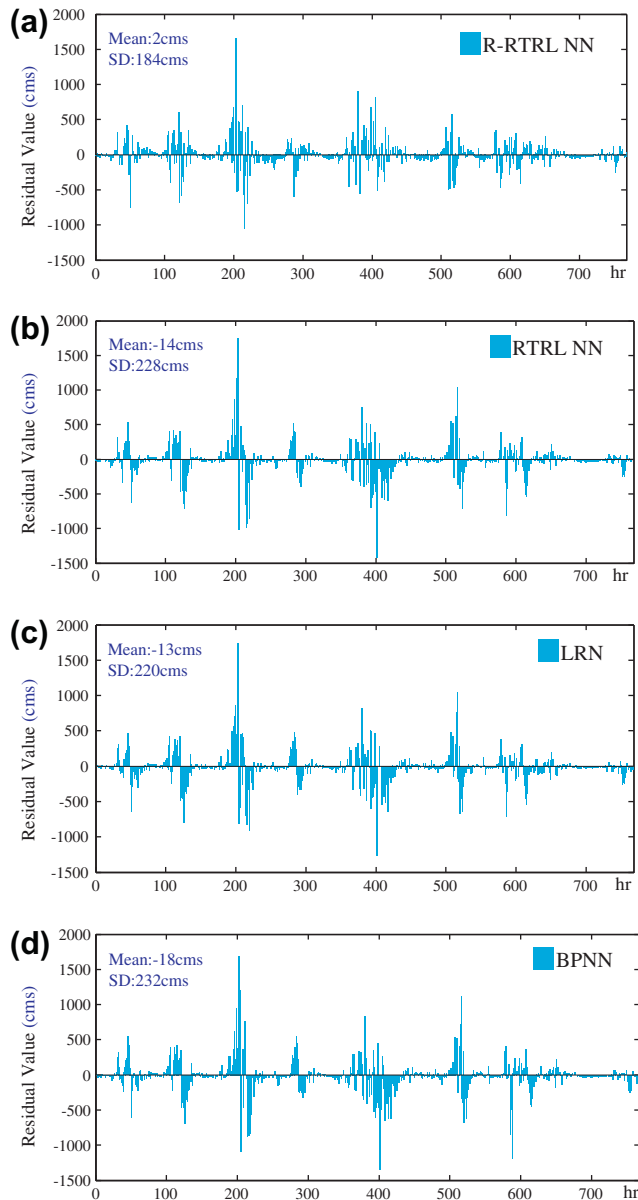 (a)
Mean:2cms
SD:184cms
R-RTRL NN
Residual Value (cms)
2000
1500
1000
500
0
-500
-1000
-1500
0 100 200 300 400 500 600 700 hr
(b)
Mean:-14cms
SD:228cms
RTRL NN
Residual Value (cms)
2000
1500
1000
500
0
-500
-1000
-1500
0 100 200 300 400 500 600 700 hr
(c)
Mean:-13cms
SD:220cms
LRN
Residual Value (cms)
2000
1500
1000
500
0
-500
-1000
-1500
0 100 200 300 400 500 600 700 hr
(d)
Mean:-18cms
SD:232cms
BPNN
Residual Value (cms)
2000
1500
1000
500
0
-500
-1000
-1500
0 100 200 300 400 500 600 700 hr